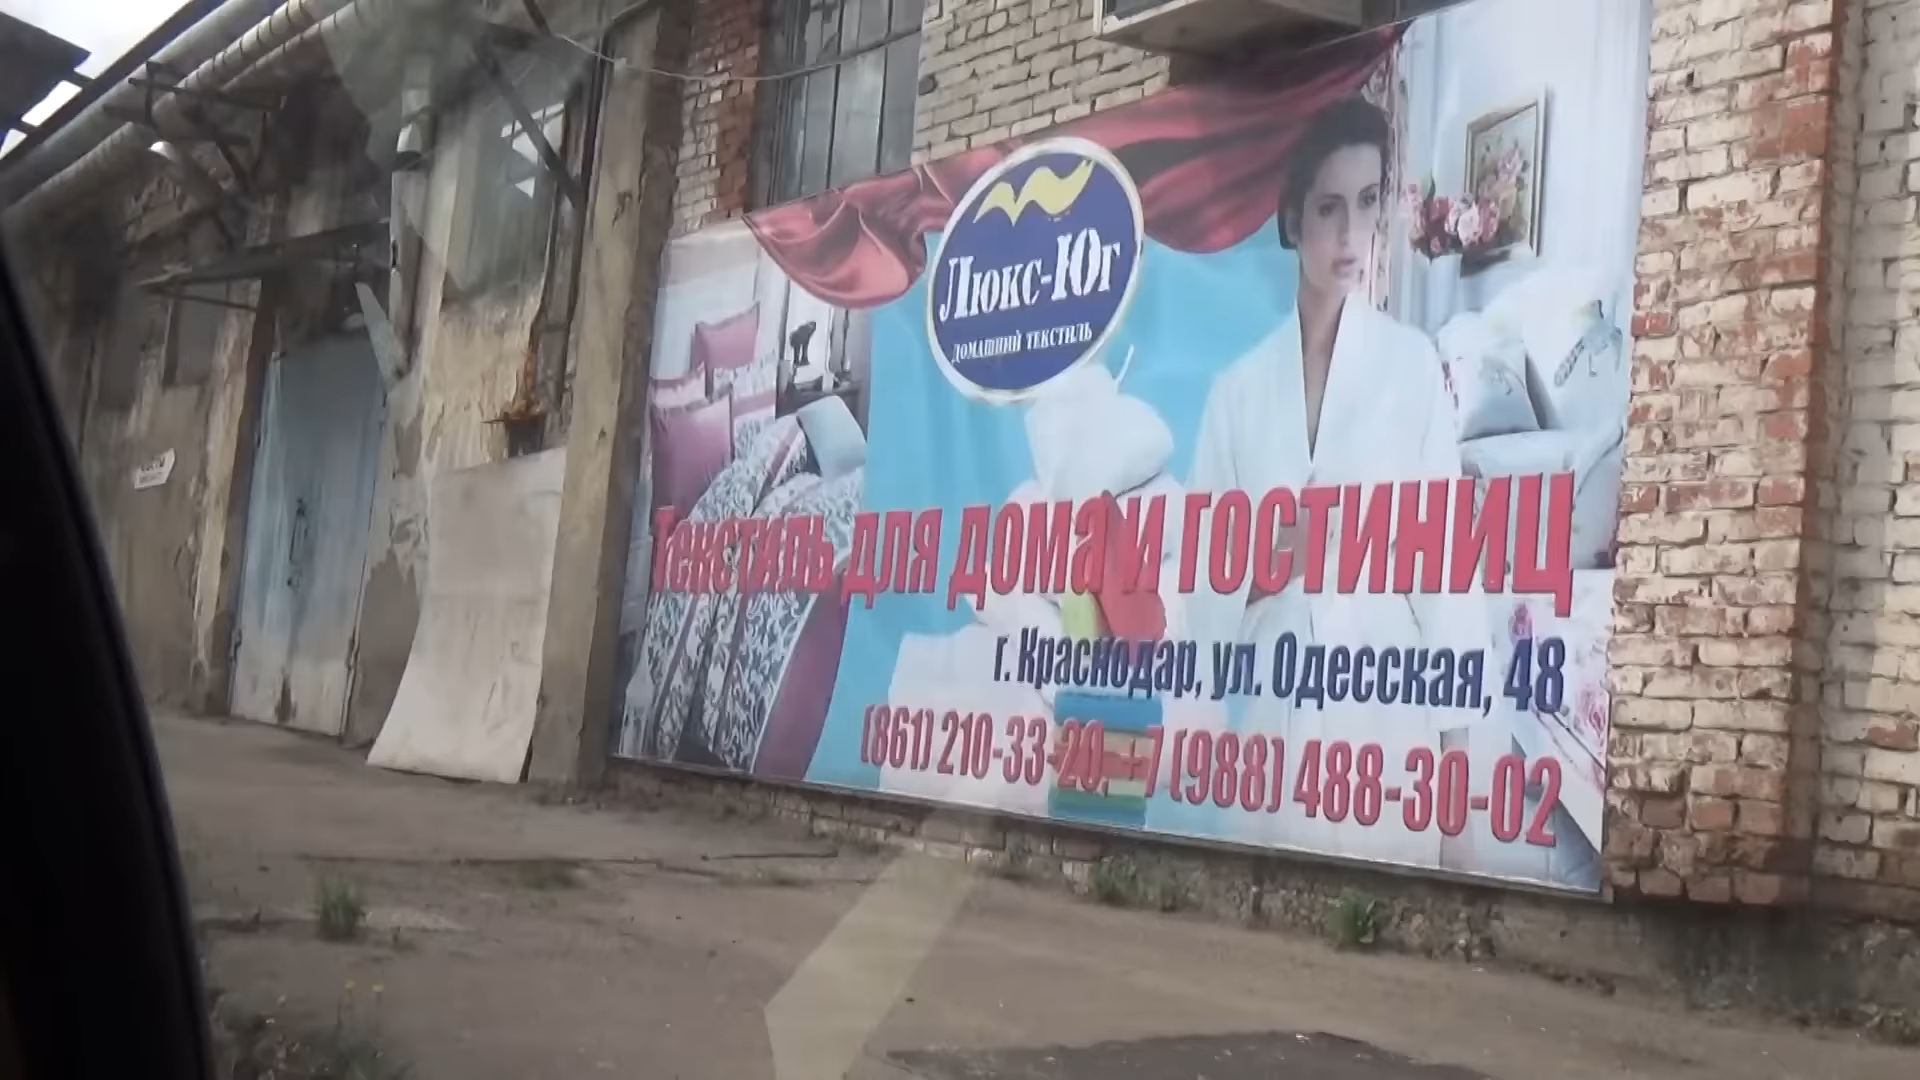 Люкс-Юг
ДОМАШНИЙ ТЕКСТИЛЬ
Текстиль для дома и гостиниц
г. Краснодар, ул. Одесская, 48
(861) 210-33-20, +7 (988) 488-30-02